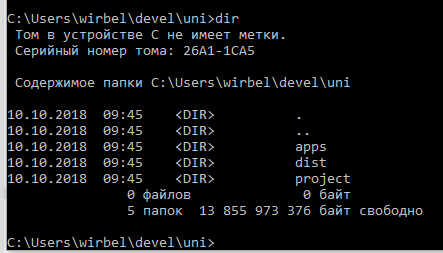 C:\Users\wirbel\devel\uni>dir
Том в устройстве C не имеет метки.
Серийный номер тома: 26A1-1CA5
Содержимое папки C:\Users\wirbel\devel\uni
10.10.2018  09:45    <DIR>          .
10.10.2018  09:45    <DIR>          ..
10.10.2018  09:45    <DIR>          apps
10.10.2018  09:45    <DIR>          dist
10.10.2018  09:45    <DIR>          project
0 файлов              0 байт
5 папок  13 855 973 376 байт свободно
C:\Users\wirbel\devel\uni>